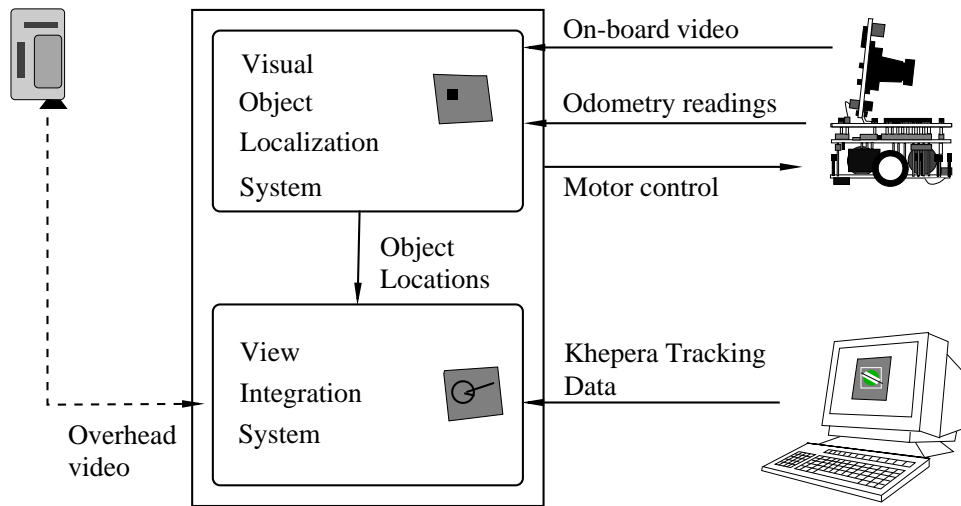 On-board video
Visual
Object
Localization
System
Odometry readings
Motor control
Object
Locations
View
Integration
System
Khepera Tracking
Data
Overhead
video